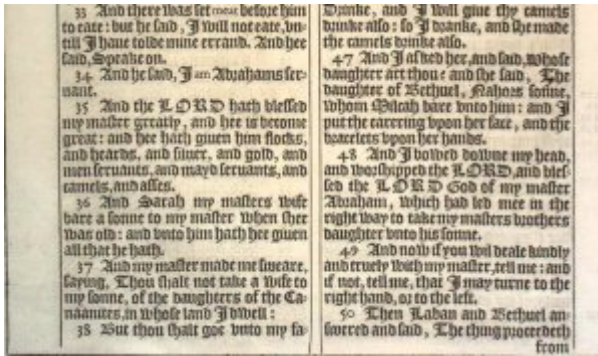 33 And there was set meat before him
to eate: but he said, I will not eate, vn-
till I haue tolde mine errand. And hee
said, Speake on.
34 And he said, I am Abrahams ser-
uant.
35 And the LORD hath blessed
my master greatly, and hee is become
great: and hee hath giuen him flocks,
and heards, and siluer, and gold, and
men seruants, and mayd seruants, and
camels, and asses.
36 And Sarah my masters wife
bare a sonne to my master when shee
was old: and vnto him hath hee giuen
all that he hath.
37 And my master made me sweare,
saying, Thou shalt not take a wife to
my sonne, of the daughters of the Ca-
naanites, in whose land I dwell:
38 But thou shalt goe vnto my fa-
Drinke, and I will giue thy camels
drinke also: so I dranke, and she made
the camels drinke also.
47 And I asked her, and said, Whose
daughter art thou? and she said, The
daughter of Bethuel, Nahors sonne,
whom Milcah bare vnto him: and I
put the earering vpon her face, and the
bracelets vpon her hands.
48 And I bowed downe my head,
and worshipped the LORD, and bles-
sed the LORD God of my master
Abraham, which had led mee in the
right way to take my masters brothers
daughter vnto his sonne.
49 And now if you wil deale kindly
and truely with my master, tell me: and
if not, tell me, that I may turne to the
right hand, or to the left.
50 Then Laban and Bethuel an-
swered and said, The thing proceedeth
from